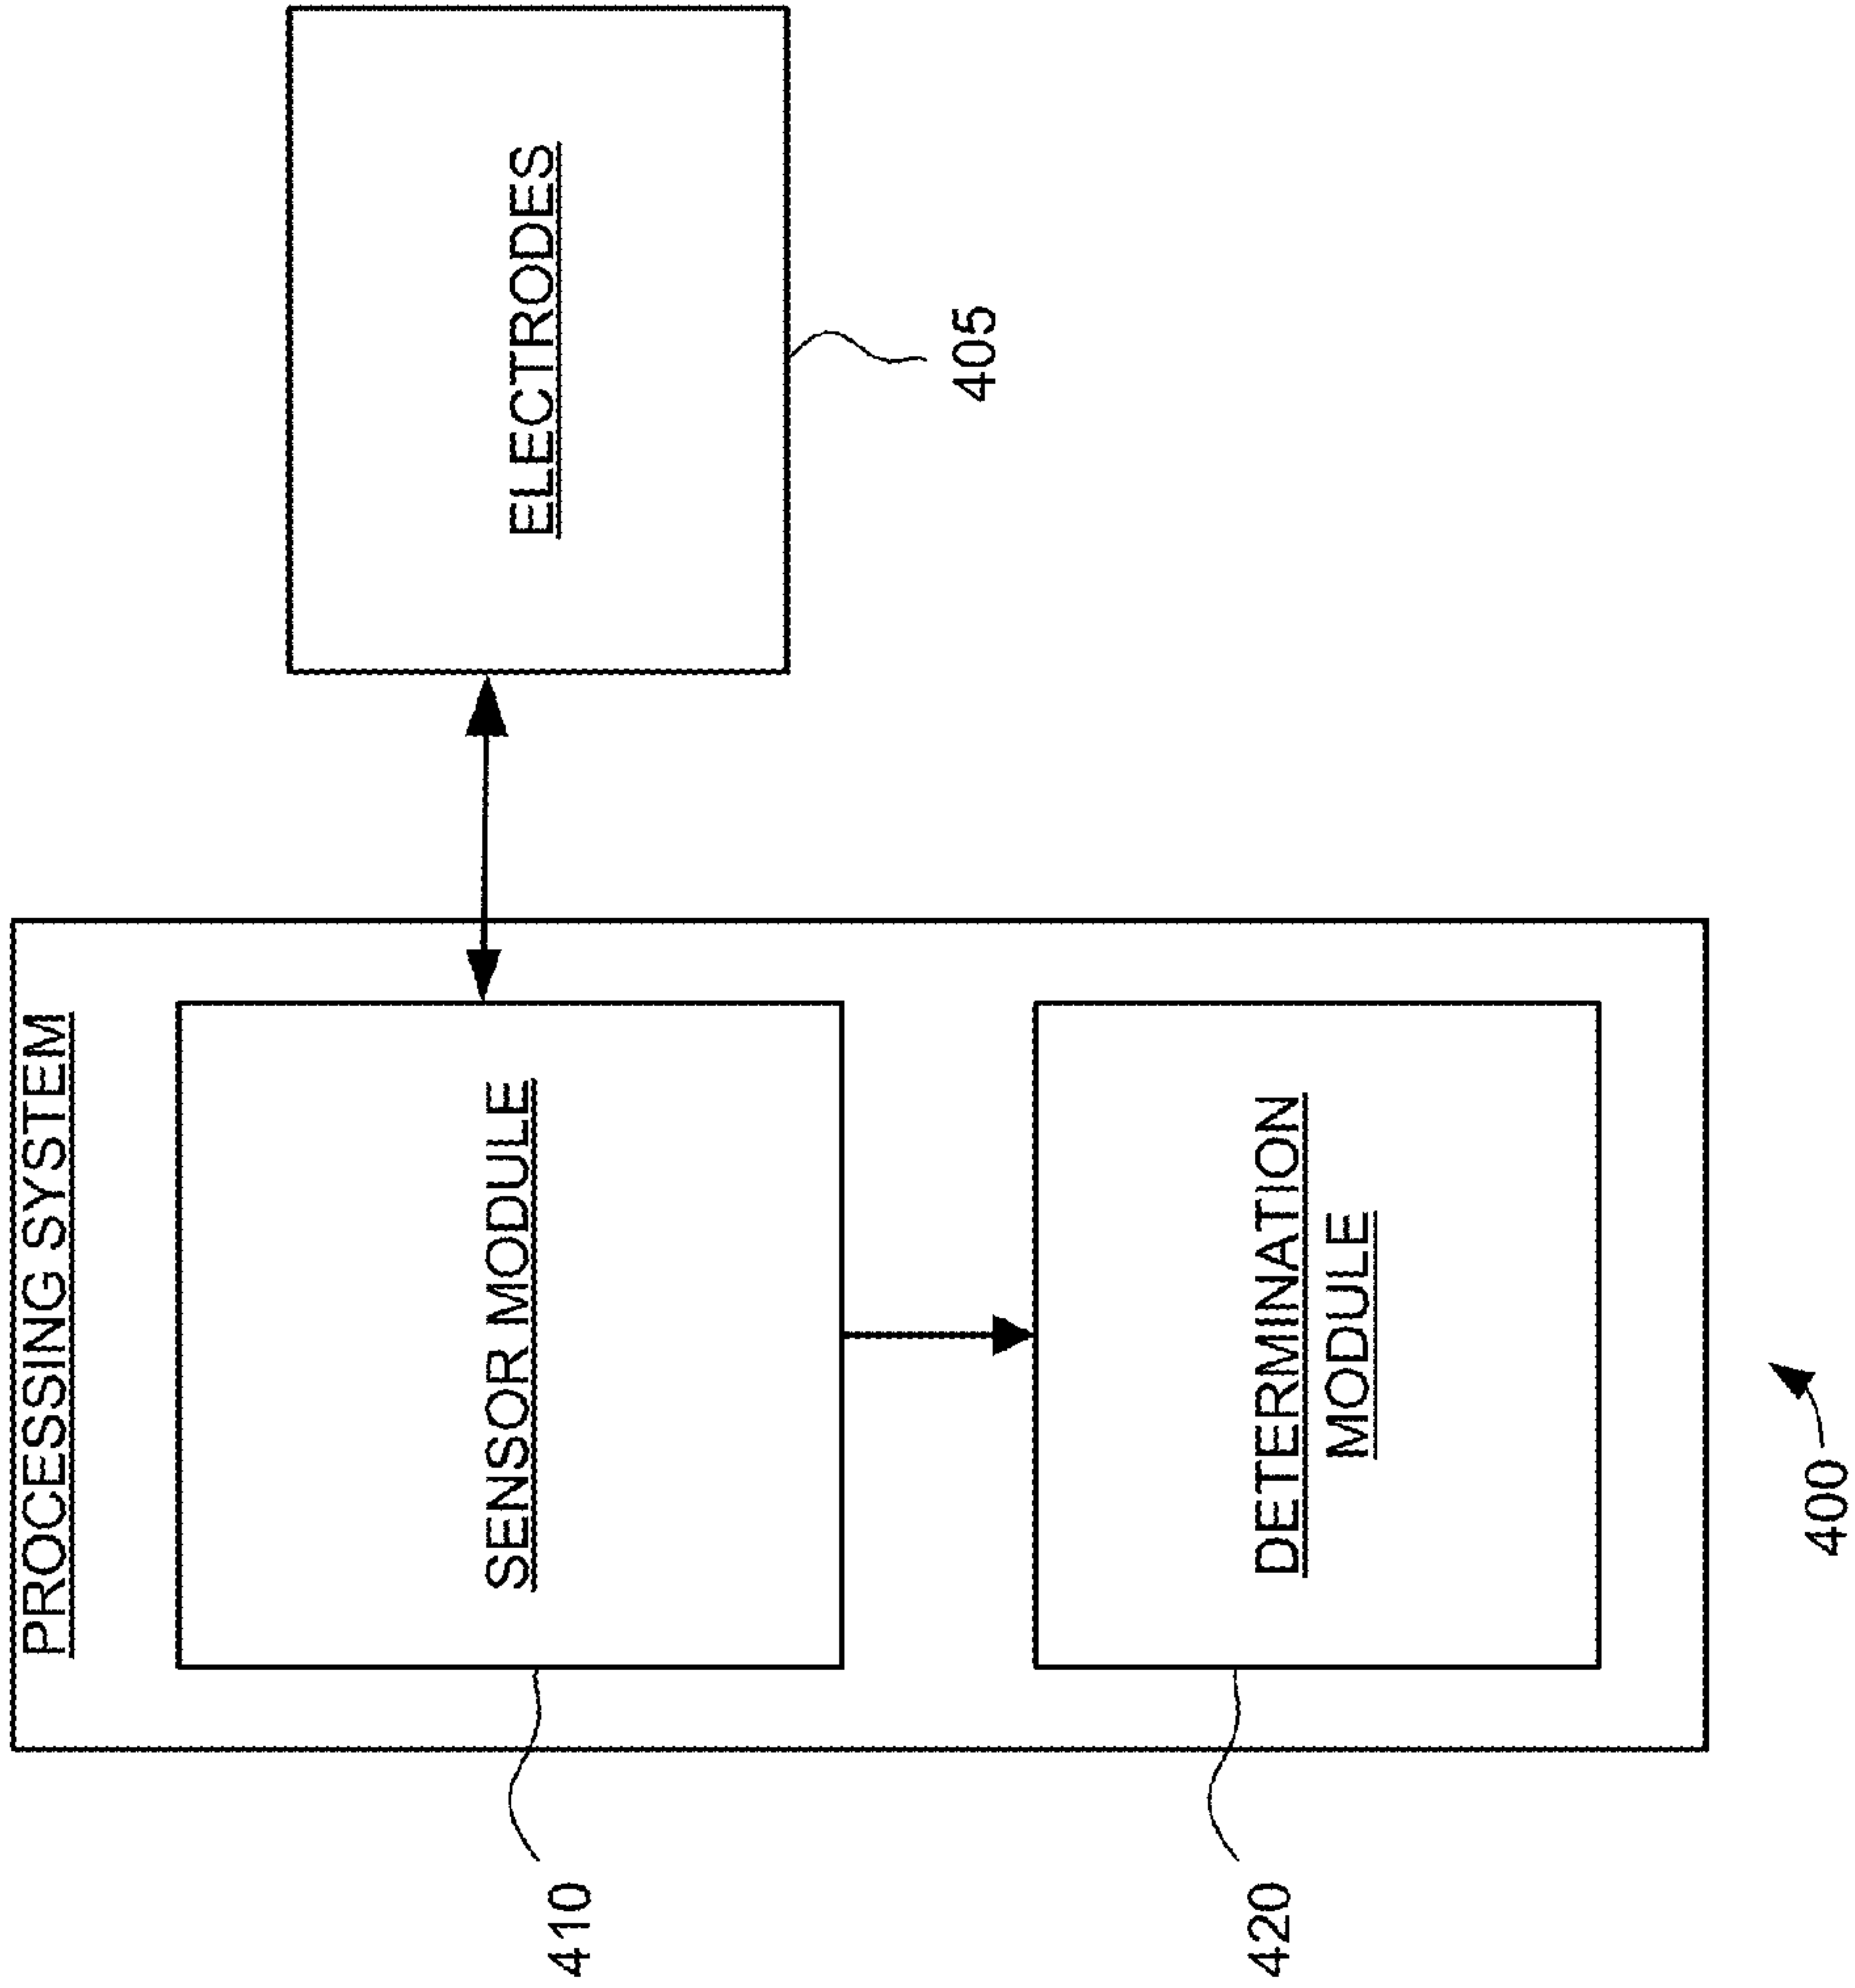 PROCESSING SYSTEM
SENSOR MODULE
DETERMINATION
MODULE
ELECTRODES
405
410
420
400